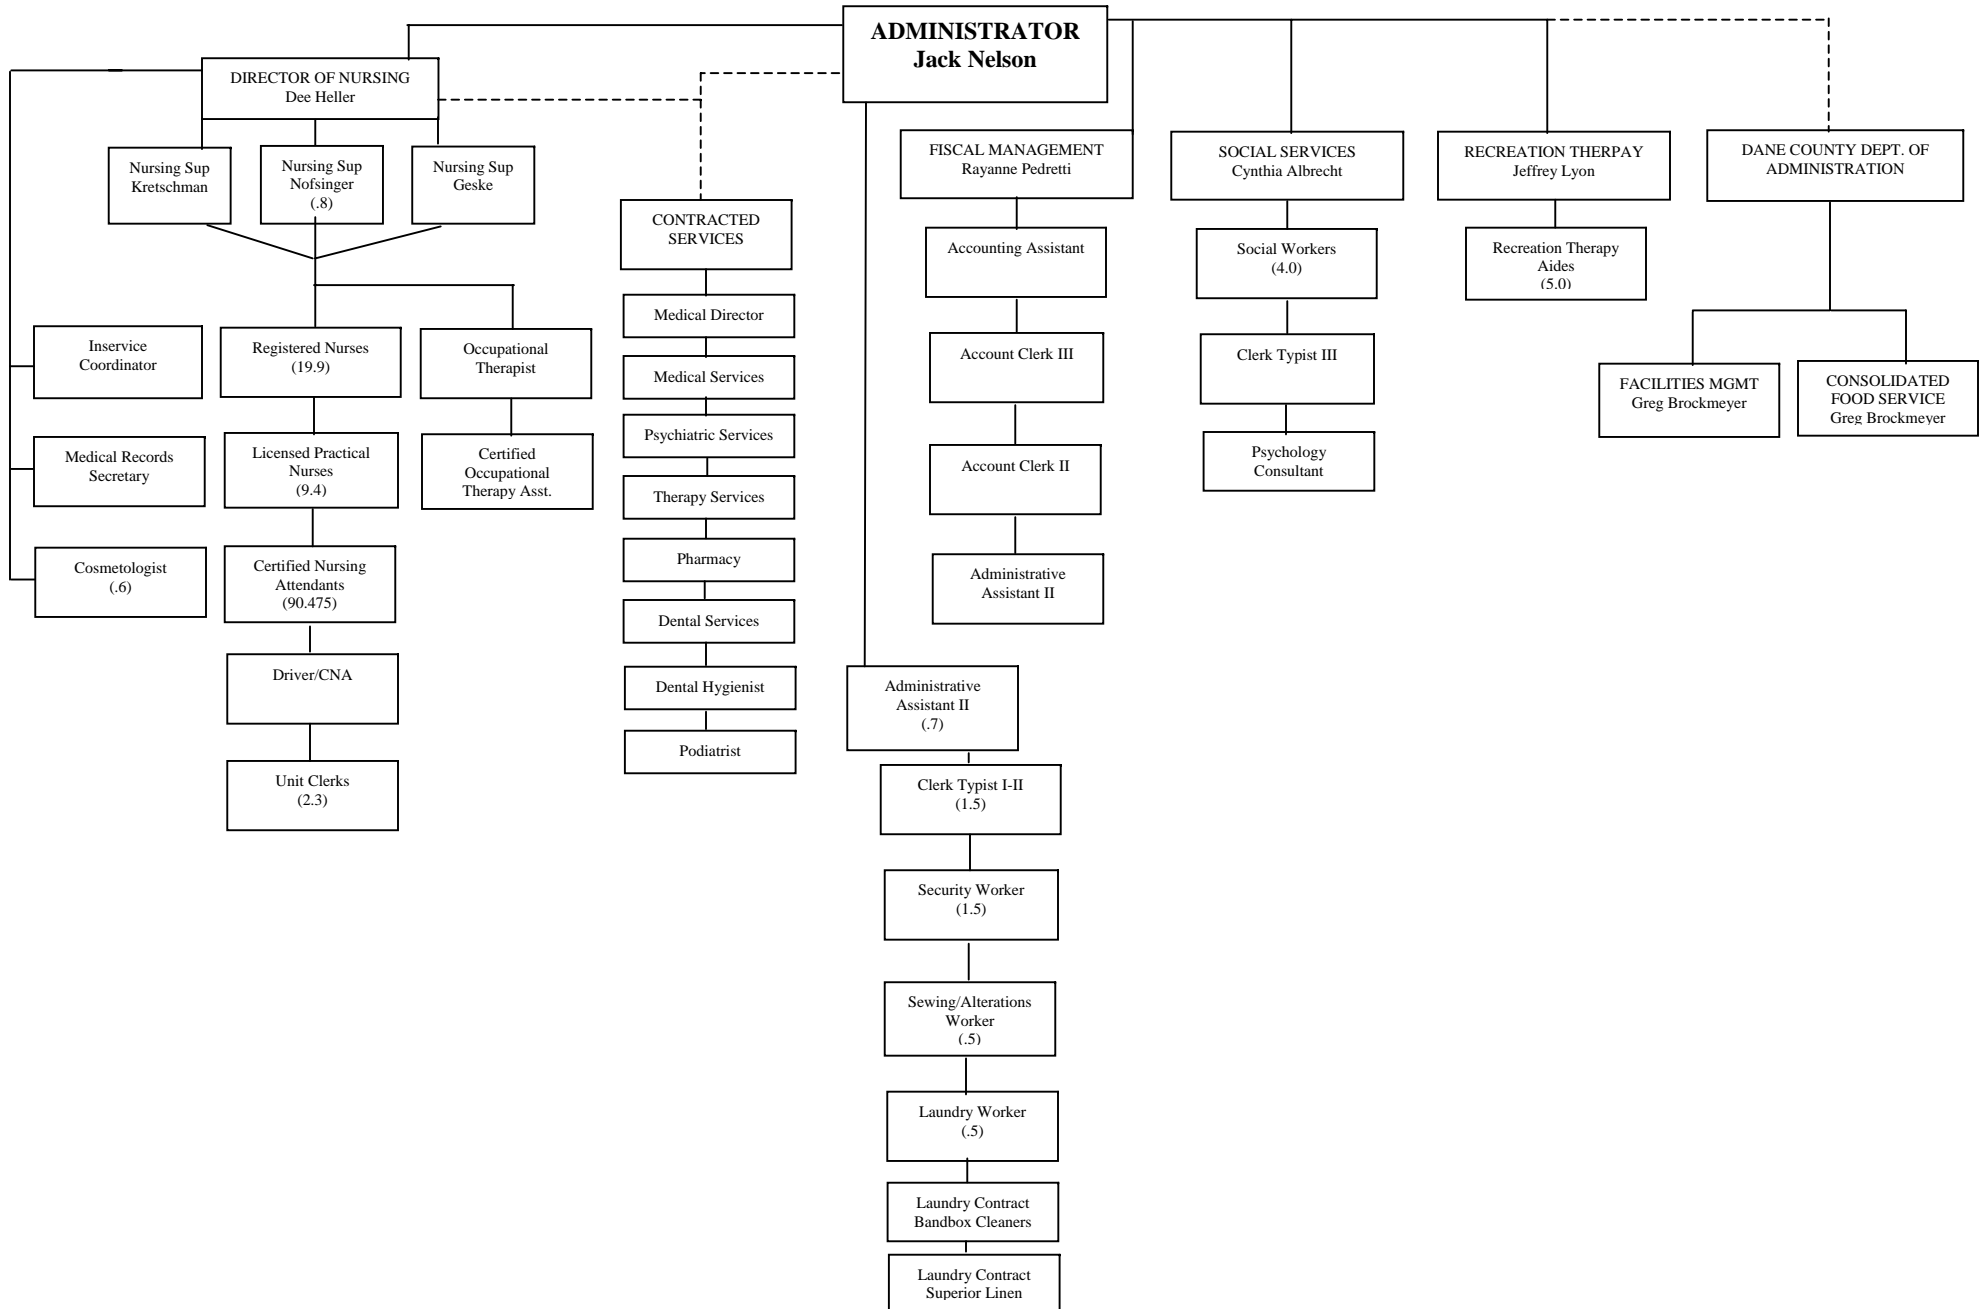 ADMINISTRATOR
Jack Nelson
DIRECTOR OF NURSING
Dee Heller
Nursing Sup
Kretschman
Nursing Sup
Nofsinger
(.8)
Nursing Sup
Geske
Inservice
Coordinator
Medical Records
Secretary
Cosmetologist
(.6)
Registered Nurses
(19.9)
Licensed Practical
Nurses
(9.4)
Certified Nursing
Attendants
(90.475)
Driver/CNA
Unit Clerks
(2.3)
Occupational
Therapist
Certified
Occupational
Therapy Asst.
CONTRACTED
SERVICES
Medical Director
Medical Services
Psychiatric Services
Therapy Services
Pharmacy
Dental Services
Dental Hygienist
Podiatrist
Administrative
Assistant II
(.7)
Clerk Typist I-II
(1.5)
Security Worker
(1.5)
Sewing/Alterations
Worker
(.5)
Laundry Worker
(.5)
Laundry Contract
Bandbox Cleaners
Laundry Contract
Superior Linen
FISCAL MANAGEMENT
Rayanne Pedretti
Accounting Assistant
Account Clerk III
Account Clerk II
Administrative
Assistant II
SOCIAL SERVICES
Cynthia Albrecht
Social Workers
(4.0)
Clerk Typist III
Psychology
Consultant
RECREATION THERPAY
Jeffrey Lyon
Recreation Therapy
Aides
(5.0)
DANE COUNTY DEPT. OF
ADMINISTRATION
FACILITIES MGMT
Greg Brockmeyer
CONSOLIDATED
FOOD SERVICE
Greg Brockmeyer